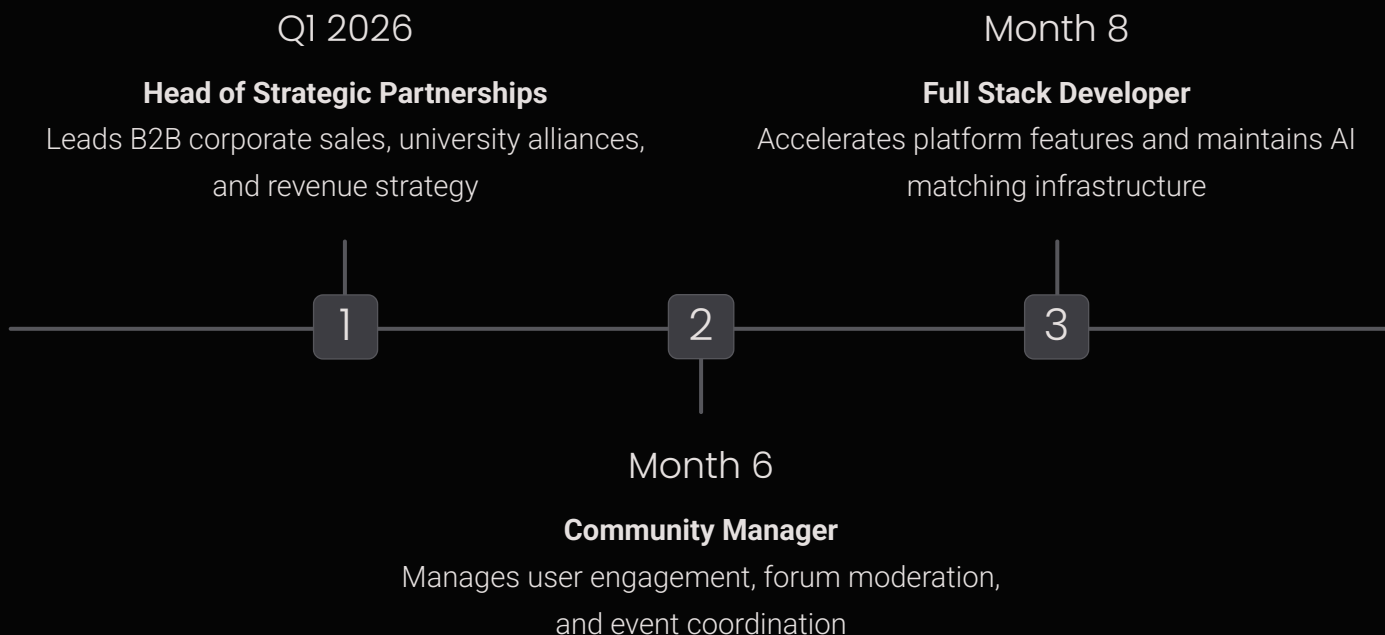 Q1 2026
Head of Strategic Partnerships
Leads B2B corporate sales, university alliances,
and revenue strategy
Month 8
Full Stack Developer
Accelerates platform features and maintains AI
matching infrastructure
1
2
3
Month 6
Community Manager
Manages user engagement, forum moderation,
and event coordination